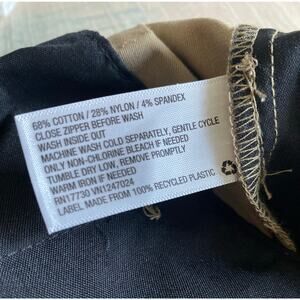 68% COTTON / 28% NYLON / 4% SPANDEX
CLOSE ZIPPER BEFORE WASH
WASH INSIDE OUT
MACHINE WASH COLD SEPARATELY, GENTLE CYCLE
ONLY NON-CHLORINE BLEACH IF NEEDED
TUMBLE DRY LOW, REMOVE PROMPTLY
WARM IRON IF NEEDED
RN17730 VN1247024
LABEL MADE FROM 100% RECYCLED PLASTIC